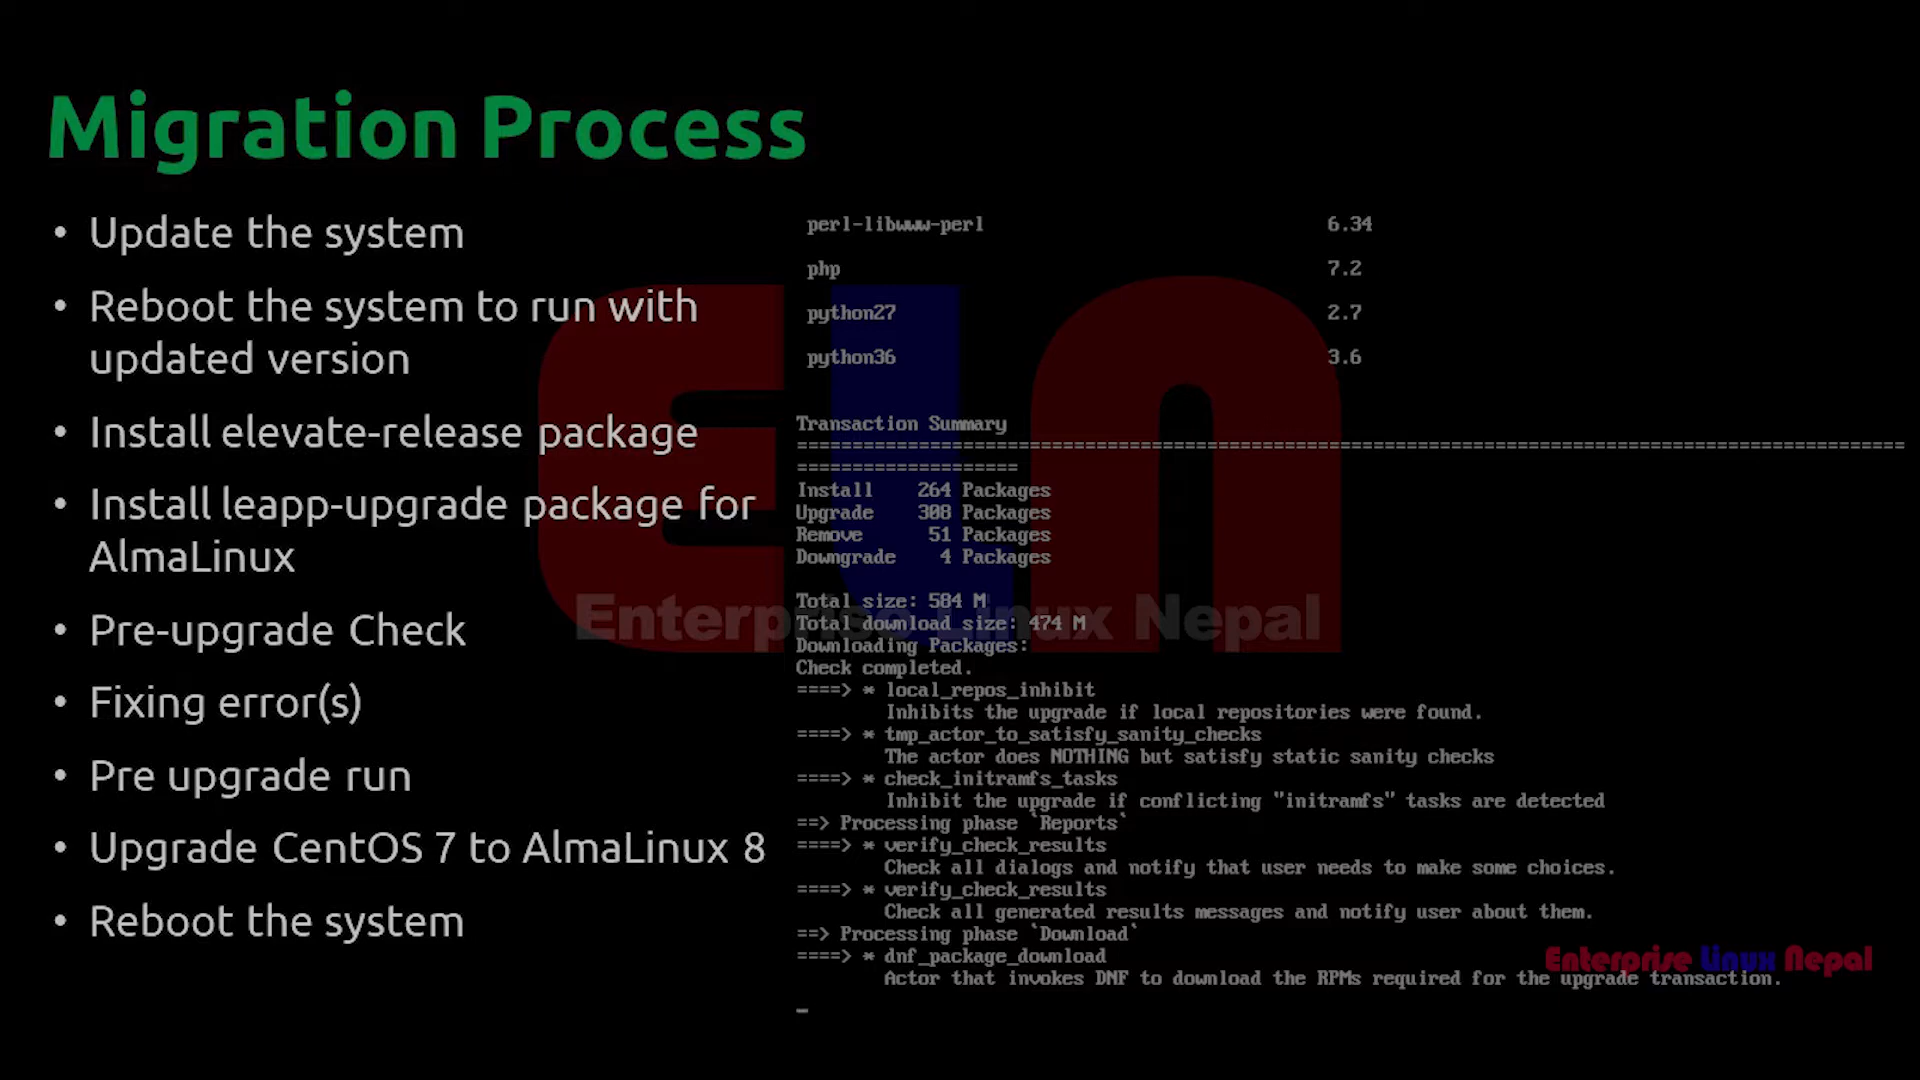 Migration Process
• Update the system
• Reboot the system to run with
updated version
• Install elevate-release package
• Install leapp-upgrade package for
AlmaLinux
• Pre-upgrade Check
• Fixing error(s)
• Pre upgrade run
• Upgrade CentOS 7 to AlmaLinux 8
• Reboot the system
perl-libwww-perl 6.34
php 7.2
python27 2.7
python36 3.6
Transaction Summary
====================================================================================================
====================
Install 264 Packages
Upgrade 308 Packages
Remove 51 Packages
Downgrade 4 Packages
Total size: 584 M
Total download size: 474 M
Downloading Packages:
Check completed.
====> * local_repos_inhibit
Inhibits the upgrade if local repositories were found.
====> * tmp_actor_to_satisfy_sanity_checks
The actor does NOTHING but satisfy static sanity checks
====> * check_initramfs_tasks
Inhibit the upgrade if conflicting "initramfs" tasks are detected
==> Processing phase `Reports`
====> * verify_check_results
Check all dialogs and notify that user needs to make some choices.
====> * verify_check_results
Check all generated results messages and notify user about them.
==> Processing phase `Download`
====> * dnf_package_download
Actor that invokes DNF to download the RPMs required for the upgrade transaction.
_
ELN
Enterprise Linux Nepal
Enterprise Linux Nepal